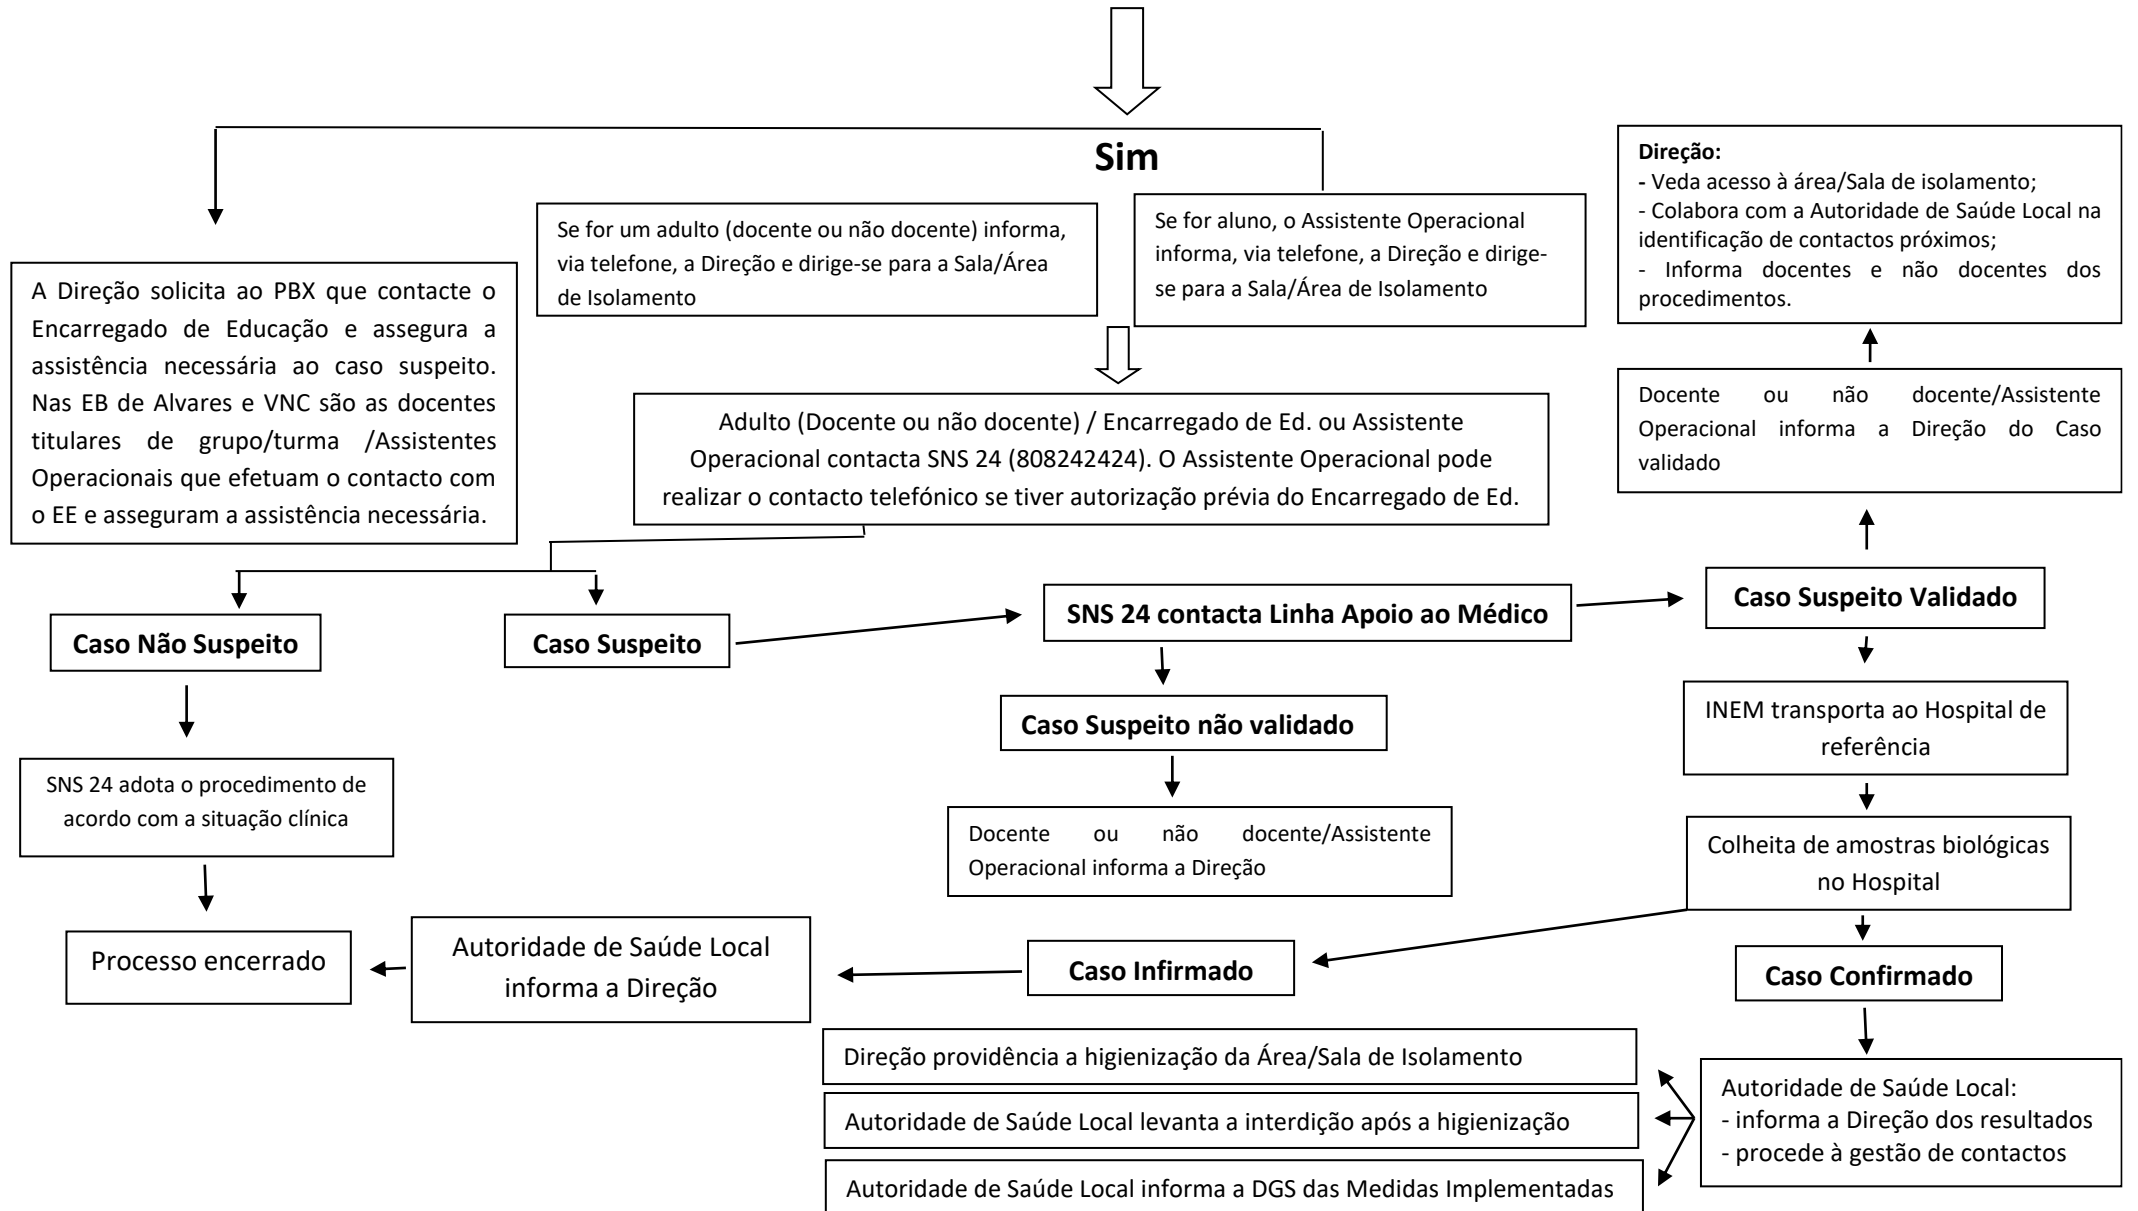 Sim
Se for um adulto (docente ou não docente) informa,
via telefone, a Direção e dirige-se para a Sala/Área
de Isolamento
Se for aluno, o Assistente Operacional
informa, via telefone, a Direção e dirige-
se para a Sala/Área de Isolamento
Direção:
- Veda acesso à área/Sala de isolamento;
- Colabora com a Autoridade de Saúde Local na
identificação de contactos próximos;
- Informa docentes e não docentes dos
procedimentos.
A Direção solicita ao PBX que contacte o
Encarregado de Educação e assegura a
assistência necessária ao caso suspeito.
Nas EB de Alvares e VNC são as docentes
titulares de grupo/turma /Assistentes
Operacionais que efetuam o contacto com
o EE e asseguram a assistência necessária.
Adulto (Docente ou não docente) / Encarregado de Ed. ou Assistente
Operacional contacta SNS 24 (808242424). O Assistente Operacional pode
realizar o contacto telefónico se tiver autorização prévia do Encarregado de Ed.
Docente ou não docente/Assistente
Operacional informa a Direção do Caso
validado
Caso Não Suspeito
Caso Suspeito
SNS 24 contacta Linha Apoio ao Médico
Caso Suspeito Validado
Caso Suspeito não validado
INEM transporta ao Hospital de
referência
SNS 24 adota o procedimento de
acordo com a situação clínica
Docente ou não docente/Assistente
Operacional informa a Direção
Colheita de amostras biológicas
no Hospital
Processo encerrado
Autoridade de Saúde Local
informa a Direção
Caso Infirmado
Caso Confirmado
Direção providência a higienização da Área/Sala de Isolamento
Autoridade de Saúde Local levanta a interdição após a higienização
Autoridade de Saúde Local informa a DGS das Medidas Implementadas
Autoridade de Saúde Local:
- informa a Direção dos resultados
- procede à gestão de contactos